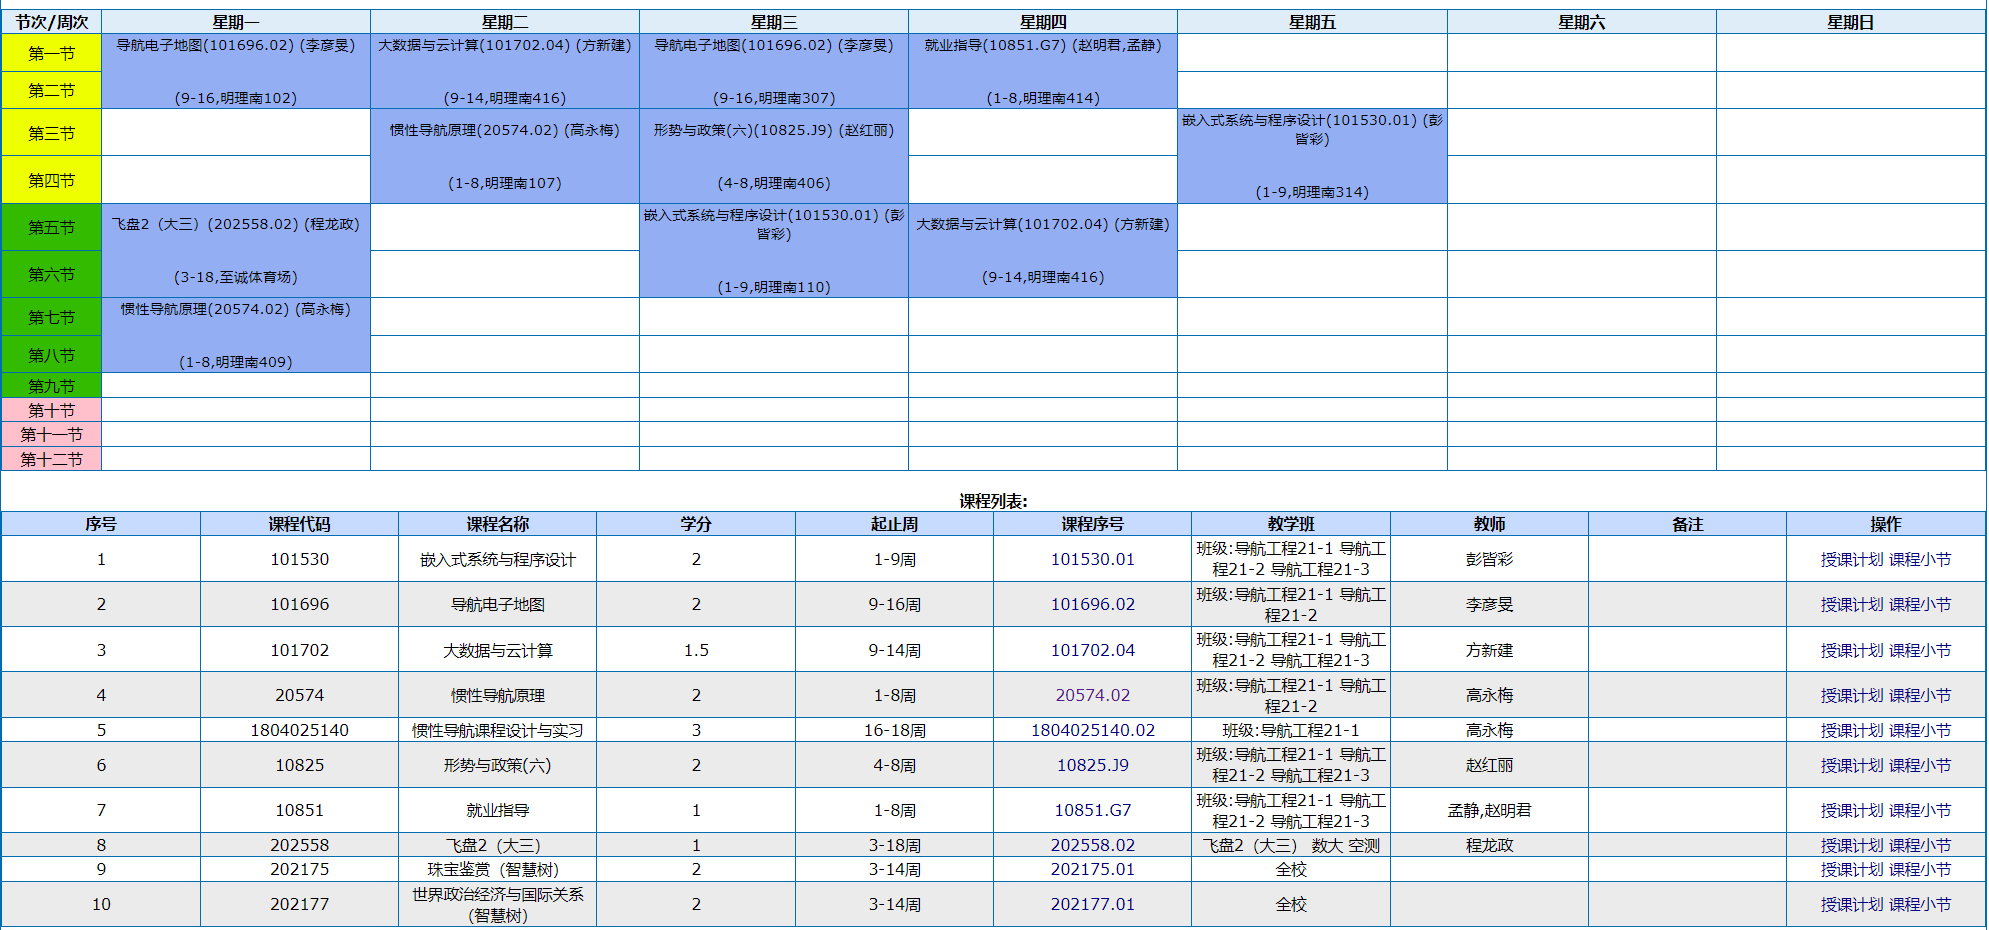 节次/周次 星期一 星期二 星期三 星期四 星期五 星期六 星期日
第一节
导航电子地图(101696.02) (李彦旻)
(9-16,明理南102)
大数据与云计算(101702.04) (方新建)
(9-14,明理南416)
导航电子地图(101696.02) (李彦旻)
(9-16,明理南307)
就业指导(10851.G7) (赵明君,孟静)
(1-8,明理南414)
第二节
第三节
惯性导航原理(20574.02) (高永梅)
(1-8,明理南107)
形势与政策(六)(10825.J9) (赵红丽)
(4-8,明理南406)
嵌入式系统与程序设计(101530.01) (彭
皆彩)
(1-9,明理南314)
第四节
第五节
飞盘2（大三）(202558.02) (程龙政)
(3-18,至诚体育场)
嵌入式系统与程序设计(101530.01) (彭
皆彩)
(1-9,明理南110)
大数据与云计算(101702.04) (方新建)
(9-14,明理南416)
第六节
第七节
惯性导航原理(20574.02) (高永梅)
(1-8,明理南409)
第八节
第九节
第十节
第十一节
第十二节
课程列表:
序号 课程代码 课程名称 学分 起止周 课程序号 教学班 教师 备注 操作
1 101530 嵌入式系统与程序设计 2 1-9周 101530.01 班级:导航工程21-1 导航工
程21-2 导航工程21-3 彭皆彩 授课计划 课程小节
2 101696 导航电子地图 2 9-16周 101696.02 班级:导航工程21-1 导航工
程21-2 李彦旻 授课计划 课程小节
3 101702 大数据与云计算 1.5 9-14周 101702.04 班级:导航工程21-1 导航工
程21-2 导航工程21-3 方新建 授课计划 课程小节
4 20574 惯性导航原理 2 1-8周 20574.02 班级:导航工程21-1 导航工
程21-2 高永梅 授课计划 课程小节
5 1804025140 惯性导航课程设计与实习 3 16-18周 1804025140.02 班级:导航工程21-1 高永梅 授课计划 课程小节
6 10825 形势与政策(六) 2 4-8周 10825.J9 班级:导航工程21-1 导航工
程21-2 导航工程21-3 赵红丽 授课计划 课程小节
7 10851 就业指导 1 1-8周 10851.G7 班级:导航工程21-1 导航工
程21-2 导航工程21-3 孟静,赵明君 授课计划 课程小节
8 202558 飞盘2（大三） 1 3-18周 202558.02 飞盘2（大三） 数大 空测 程龙政 授课计划 课程小节
9 202175 珠宝鉴赏（智慧树） 2 3-14周 202175.01 全校 授课计划 课程小节
10 202177 世界政治经济与国际关系
（智慧树） 2 3-14周 202177.01 全校 授课计划 课程小节